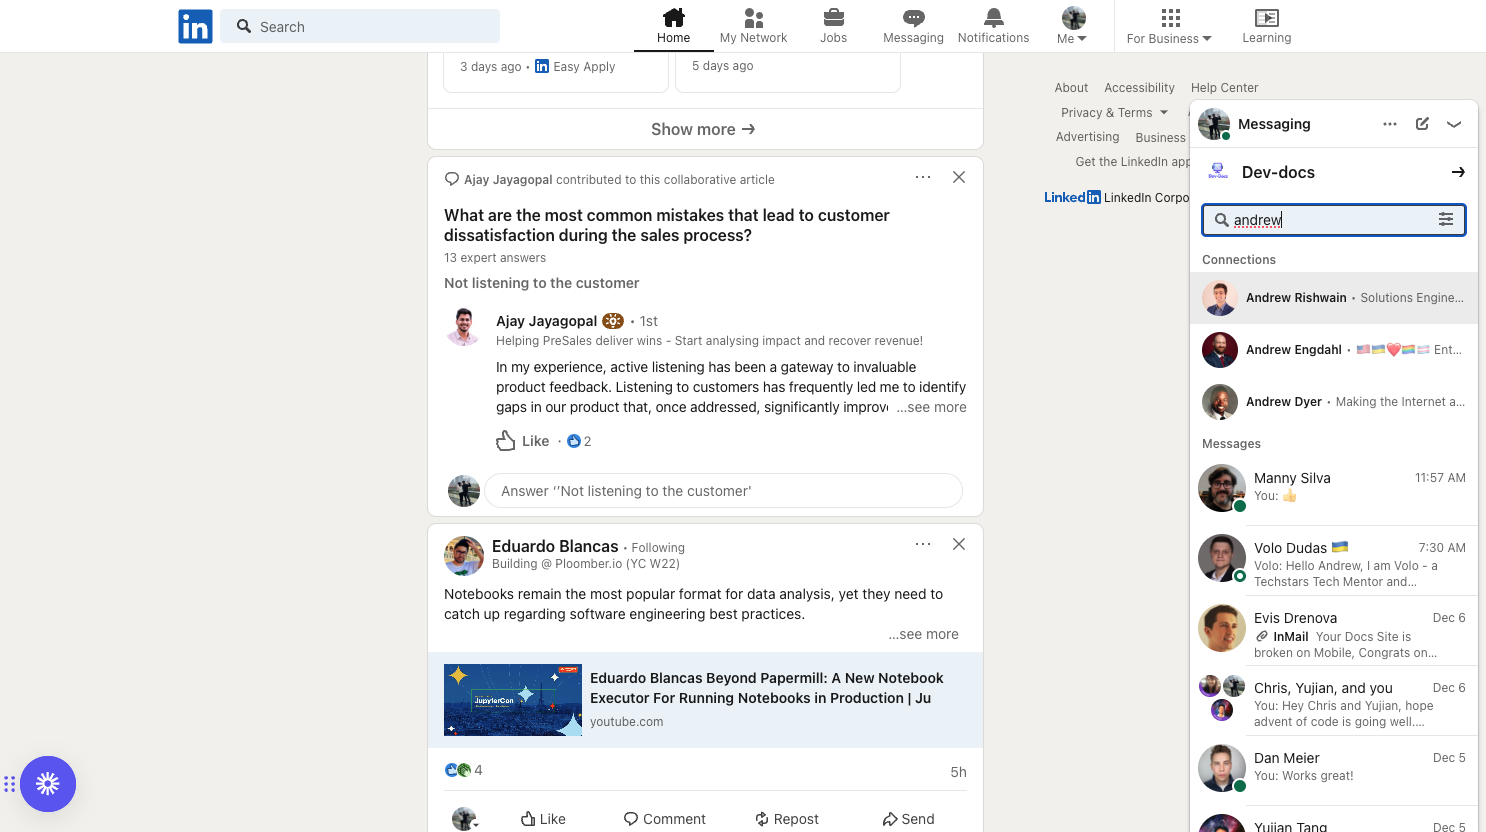 in
Search
Home
My Network
Jobs
Messaging
Notifications
Me
For Business
Learning
3 days ago • in Easy Apply
5 days ago
Show more →
Ajay Jayagopal contributed to this collaborative article
What are the most common mistakes that lead to customer
dissatisfaction during the sales process?
13 expert answers
Not listening to the customer
Ajay Jayagopal • 1st
Helping PreSales deliver wins - Start analysing impact and recover revenue!
In my experience, active listening has been a gateway to invaluable
product feedback. Listening to customers has frequently led me to identify
gaps in our product that, once addressed, significantly improve ...see more
Like · 2
Answer ‘’Not listening to the customer'
Eduardo Blancas • Following
Building @ Ploomber.io (YC W22)
Notebooks remain the most popular format for data analysis, yet they need to
catch up regarding software engineering best practices.
...see more
JupyterCon
Eduardo Blancas Beyond Papermill: A New Notebook
Executor For Running Notebooks in Production | Ju
youtube.com
4
5h
Like
Comment
Repost
Send
About
Accessibility
Help Center
Privacy & Terms
Advertising
Business
Get the LinkedIn app
Linked in LinkedIn Corpo
Messaging
Dev-Docs
Dev-docs
andrew
Connections
Andrew Rishwain • Solutions Engine...
Andrew Engdahl • 🇺🇸🇺🇦❤️🏳️‍🌈🏳️‍⚧️ Ent...
Andrew Dyer • Making the Internet a...
Messages
Manny Silva 11:57 AM
You: 👍
Volo Dudas 🇺🇦 7:30 AM
Volo: Hello Andrew, I am Volo - a
Techstars Tech Mentor and...
Evis Drenova Dec 6
InMail Your Docs Site is
broken on Mobile, Congrats on...
Chris, Yujian, and you Dec 6
You: Hey Chris and Yujian, hope
advent of code is going well....
Dan Meier Dec 5
You: Works great!
Yujian Tang Dec 5